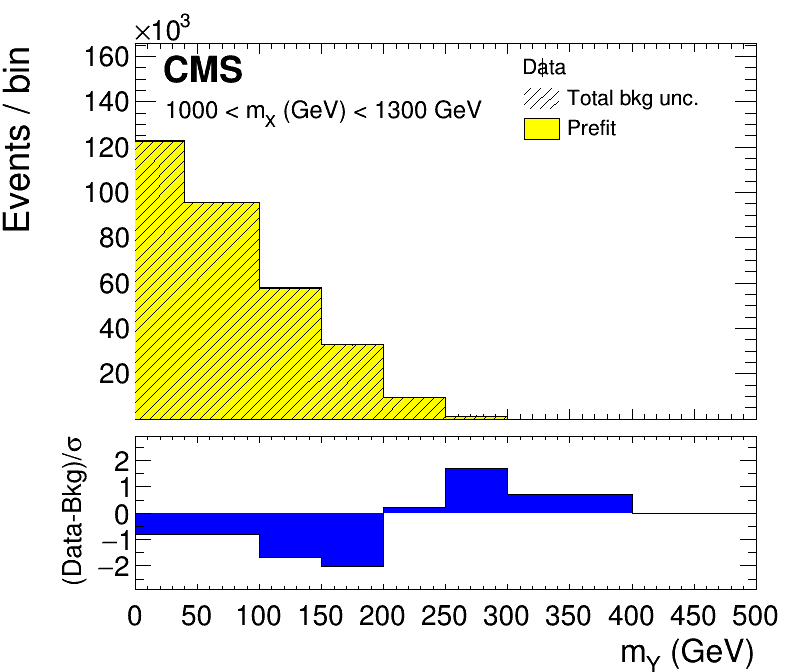 ×10³
Events / bin
160
140
120
100
80
60
40
20
CMS
1000 < mX (GeV) < 1300 GeV
Data
Total bkg unc.
Prefit
(Data-Bkg)/σ
2
1
0
−1
−2
0 50 100 150 200 250 300 350 400 450 500
mY (GeV)